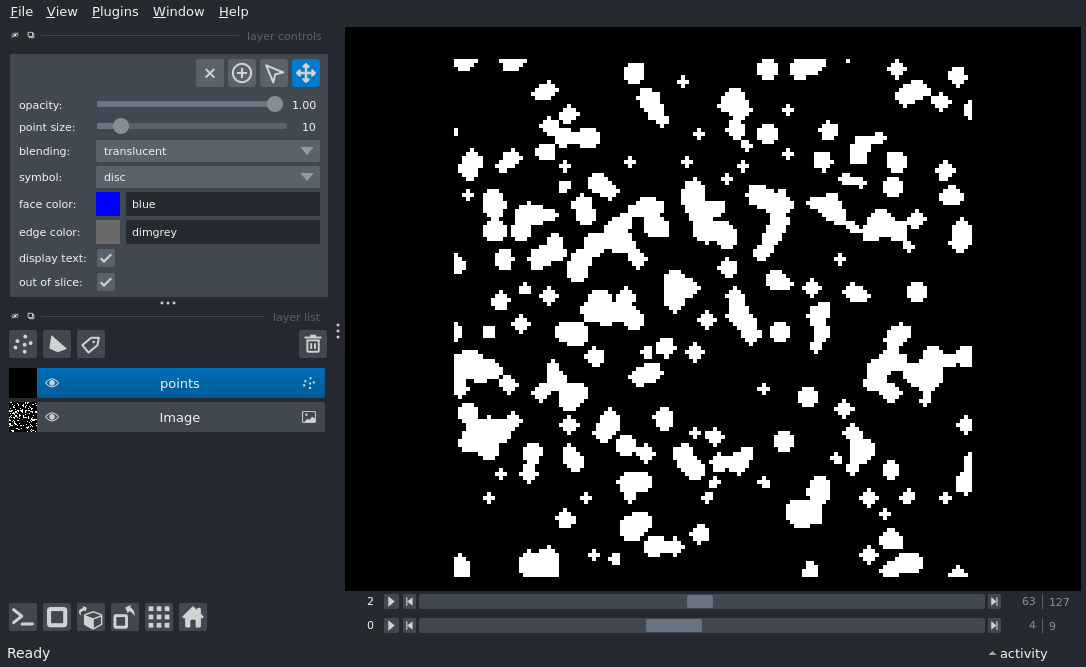 File View Plugins Window Help
layer controls
opacity: 1.00
point size: 10
blending: translucent
symbol: disc
face color: blue
edge color: dimgrey
display text:
out of slice:
layer list
points
Image
2 63 | 127
0 4 | 9
Ready activity